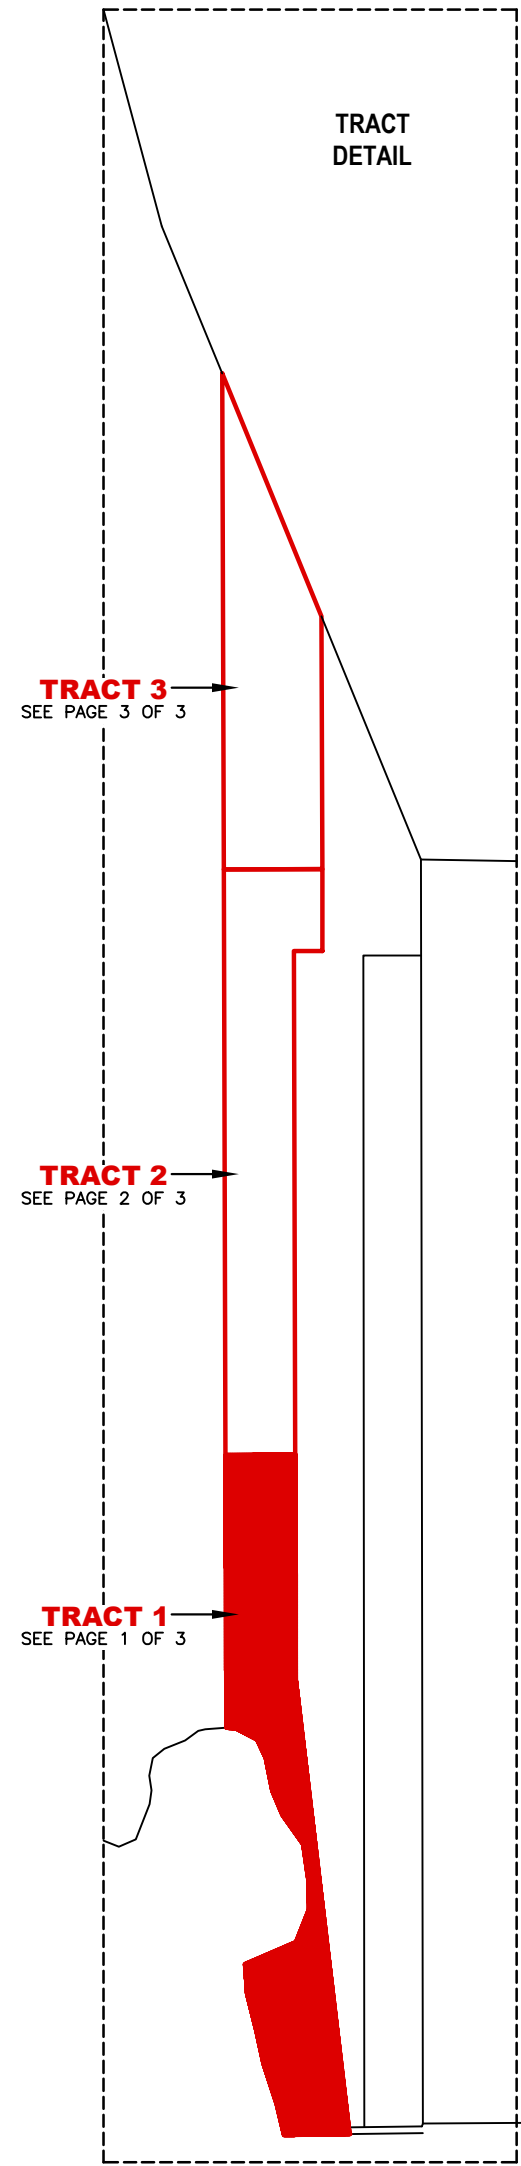 TRACT
DETAIL
TRACT 3
SEE PAGE 3 OF 3
TRACT 2
SEE PAGE 2 OF 3
TRACT 1
SEE PAGE 1 OF 3